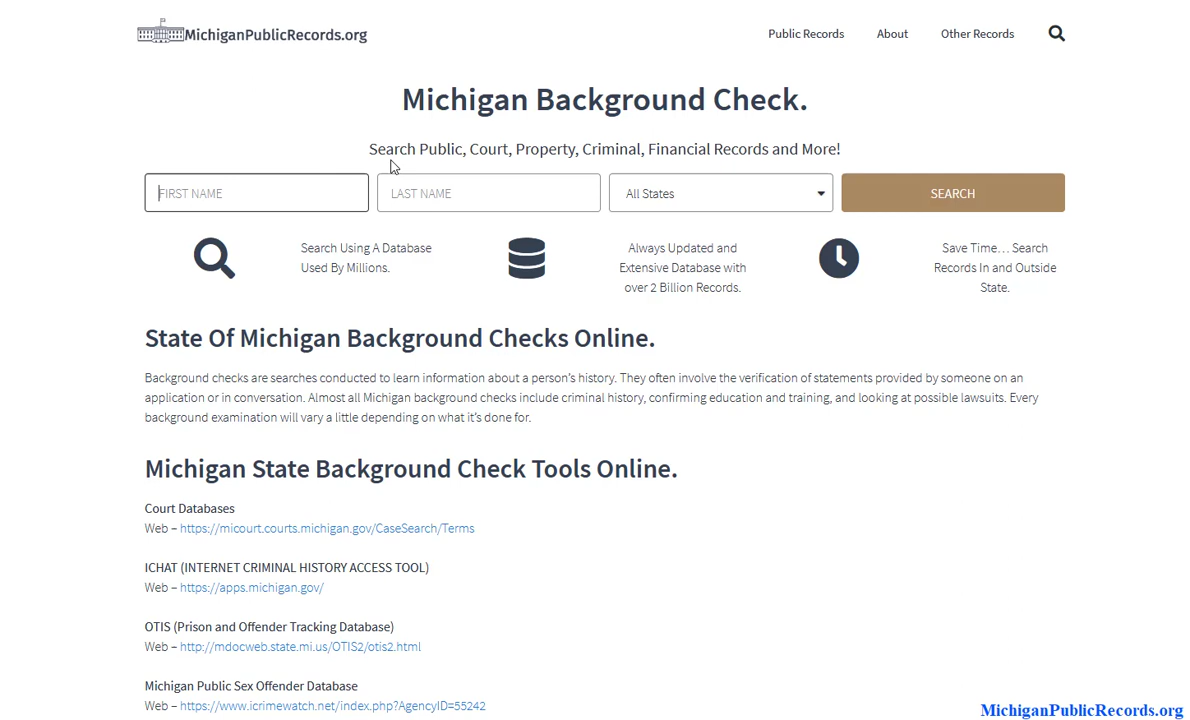 MichiganPublicRecords.org
Public Records
About
Other Records
Michigan Background Check.
Search Public, Court, Property, Criminal, Financial Records and More!
FIRST NAME
LAST NAME
All States
SEARCH
Search Using A Database
Used By Millions.
Always Updated and
Extensive Database with
over 2 Billion Records.
Save Time… Search
Records In and Outside
State.
State Of Michigan Background Checks Online.
Background checks are searches conducted to learn information about a person’s history. They often involve the verification of statements provided by someone on an
application or in conversation. Almost all Michigan background checks include criminal history, confirming education and training, and looking at possible lawsuits. Every
background examination will vary a little depending on what it’s done for.
Michigan State Background Check Tools Online.
Court Databases
Web – https://micourt.courts.michigan.gov/CaseSearch/Terms
ICHAT (INTERNET CRIMINAL HISTORY ACCESS TOOL)
Web – https://apps.michigan.gov/
OTIS (Prison and Offender Tracking Database)
Web – http://mdocweb.state.mi.us/OTIS2/otis2.html
Michigan Public Sex Offender Database
Web – https://www.icrimewatch.net/index.php?AgencyID=55242
MichiganPublicRecords.org